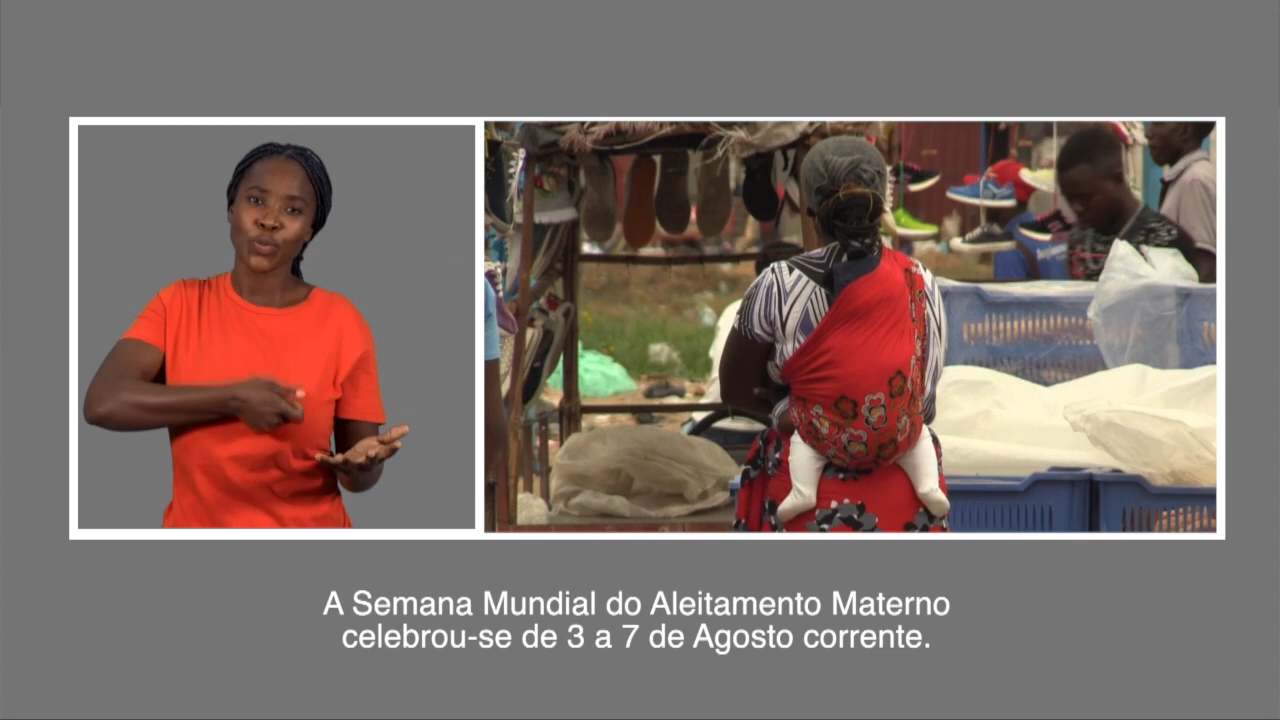 A Semana Mundial do Aleitamento Materno
celebrou-se de 3 a 7 de Agosto corrente.